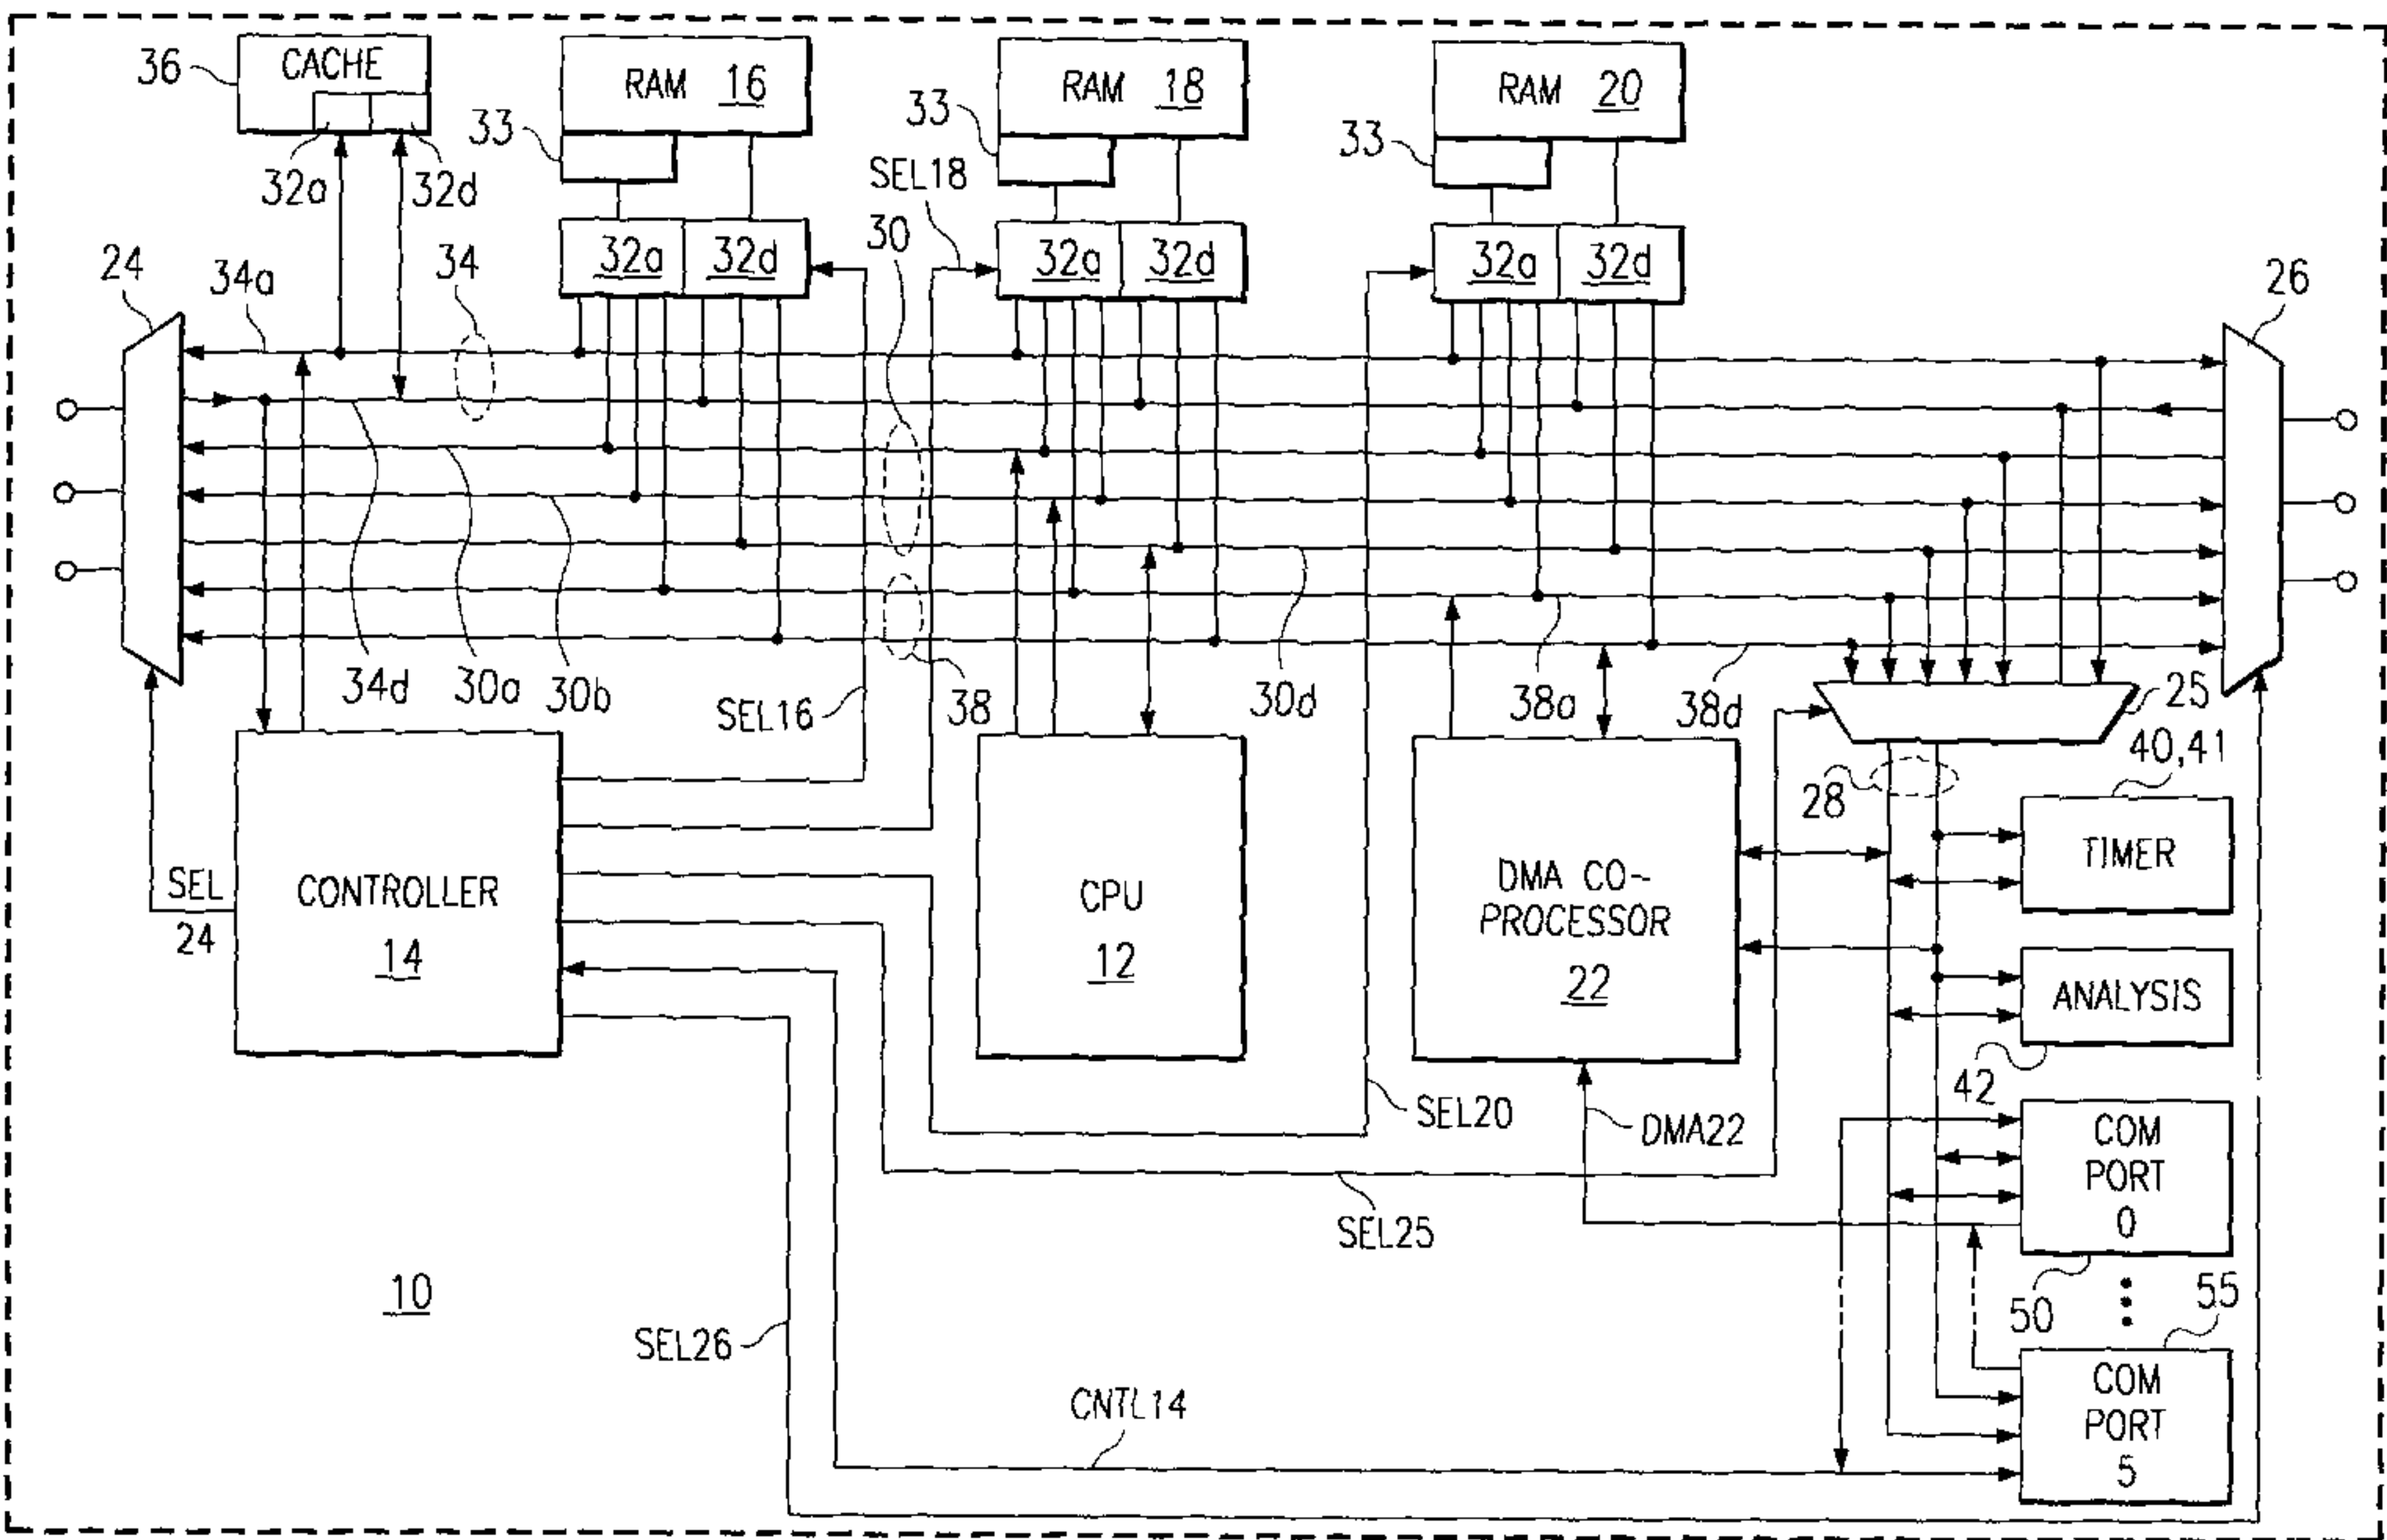 CACHE
36
32a
32d
RAM 16
33
RAM 18
33
SEL18
RAM 20
33
30
32a 32d
32a 32d
32a 32d
24
34a
34
26
34d
30a
30b
SEL16
38
30d
38a
38d
25
40,41
28
TIMER
SEL
24
CONTROLLER
14
CPU
12
DMA CO-
PROCESSOR
22
ANALYSIS
42
SEL20
DMA22
COM
PORT
0
SEL25
50
55
10
SEL26
CNTL14
COM
PORT
5